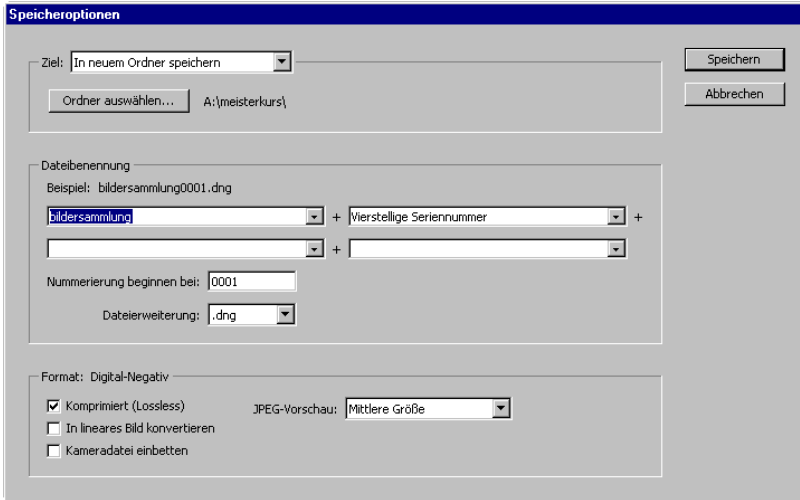 Speicheroptionen
Ziel: In neuem Ordner speichern
Speichern
Ordner auswählen... A:\meisterkurs\
Abbrechen
Dateibenennung
Beispiel: bildersammlung0001.dng
bildersammlung + Vierstellige Seriennummer +
+
Nummerierung beginnen bei: 0001
Dateierweiterung: .dng
Format: Digital-Negativ
Komprimiert (Lossless) JPEG-Vorschau: Mittlere Größe
In lineares Bild konvertieren
Kameradatei einbetten